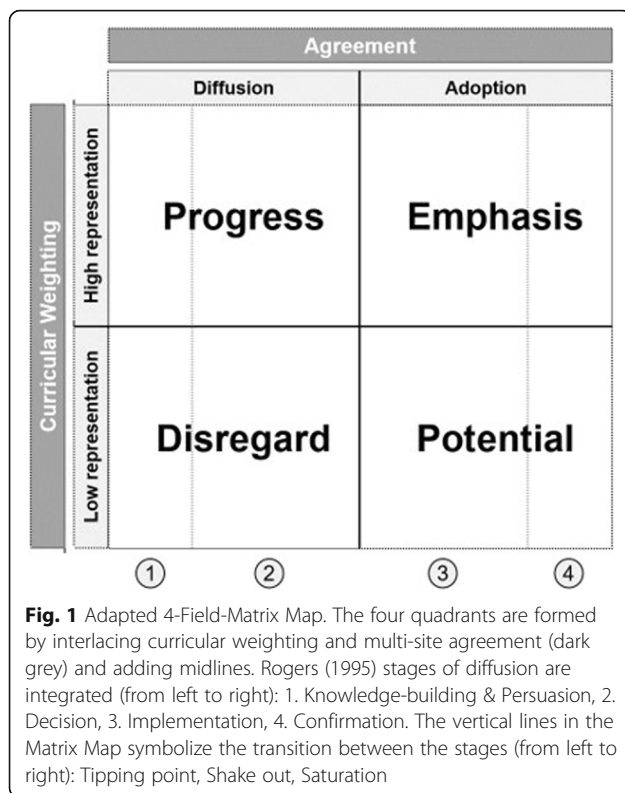 Agreement
Diffusion Adoption
Curricular Weighting
High representation
Progress Emphasis
Low representation
Disregard Potential
1 2 3 4
Fig. 1 Adapted 4-Field-Matrix Map. The four quadrants are formed
by interlacing curricular weighting and multi-site agreement (dark
grey) and adding midlines. Rogers (1995) stages of diffusion are
integrated (from left to right): 1. Knowledge-building & Persuasion, 2.
Decision, 3. Implementation, 4. Confirmation. The vertical lines in the
Matrix Map symbolize the transition between the stages (from left to
right): Tipping point, Shake out, Saturation